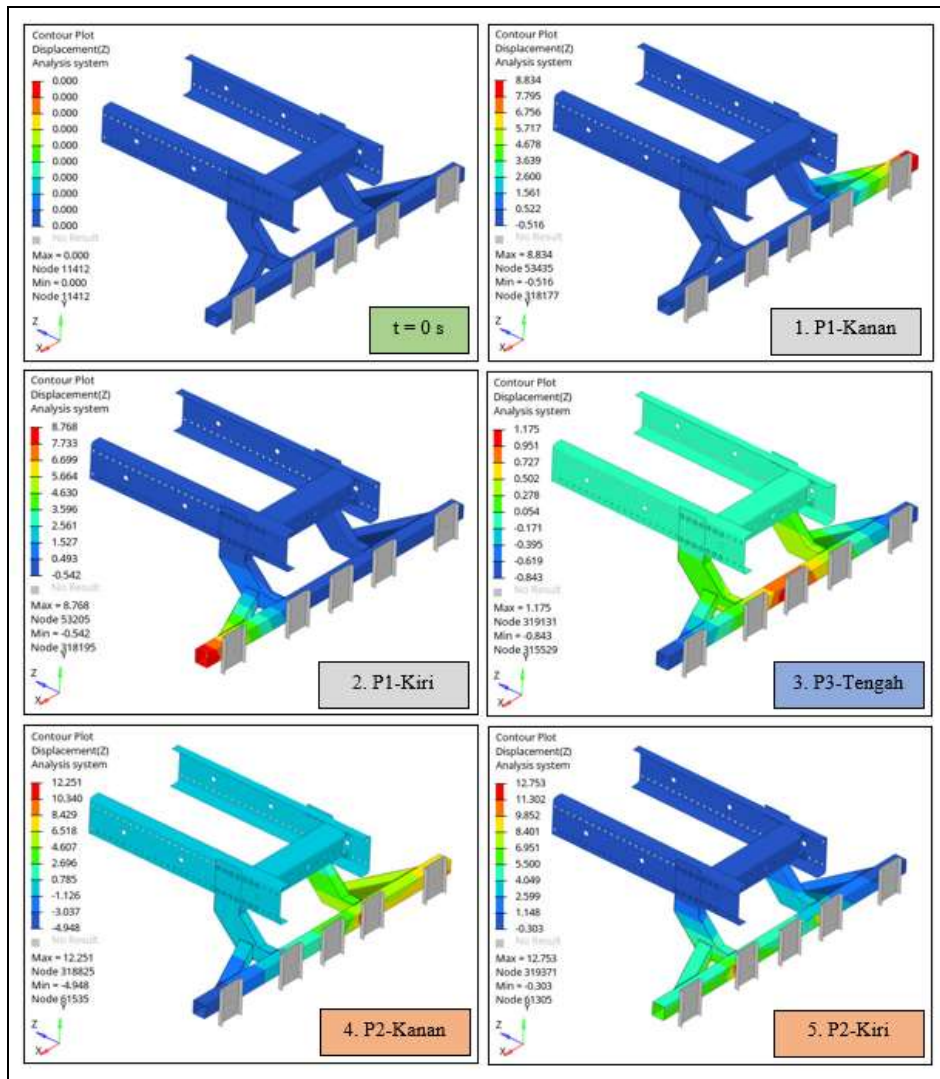 Contour Plot
Displacement(Z)
Analysis system
0.000
0.000
0.000
0.000
0.000
0.000
0.000
0.000
0.000
0.000
No Result
Max = 0.000
Node 11412
Min = 0.000
Node 11412
Y
Z
X
t = 0 s
Contour Plot
Displacement(Z)
Analysis system
8.834
7.795
6.756
5.717
4.678
3.639
2.600
1.561
0.522
-0.516
No Result
Max = 8.834
Node 53435
Min = -0.516
Node 318177
Y
Z
X
1. P1-Kanan
Contour Plot
Displacement(Z)
Analysis system
8.768
7.733
6.699
5.664
4.630
3.596
2.561
1.527
0.493
-0.542
No Result
Max = 8.768
Node 53205
Min = -0.542
Node 318195
Y
Z
X
2. P1-Kiri
Contour Plot
Displacement(Z)
Analysis system
1.175
0.951
0.727
0.502
0.278
0.054
-0.171
-0.395
-0.619
-0.843
No Result
Max = 1.175
Node 319131
Min = -0.843
Node 315529
Y
Z
X
3. P3-Tengah
Contour Plot
Displacement(Z)
Analysis system
12.251
10.340
8.429
6.518
4.607
2.696
0.785
-1.126
-3.037
-4.948
No Result
Max = 12.251
Node 318825
Min = -4.948
Node 61535
Y
Z
X
4. P2-Kanan
Contour Plot
Displacement(Z)
Analysis system
12.753
11.302
9.852
8.401
6.951
5.500
4.049
2.599
1.148
-0.303
No Result
Max = 12.753
Node 319371
Min = -0.303
Node 61305
Y
Z
X
5. P2-Kiri